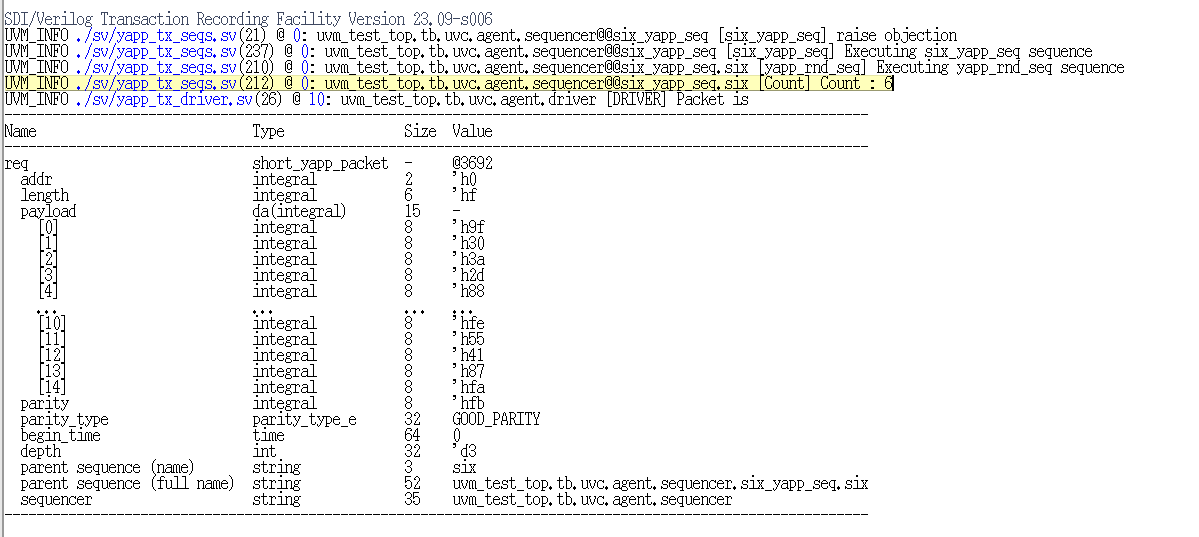 SDI/Verilog Transaction Recording Facility Version 23.09-s006
UVM_INFO ./sv/yapp_tx_seqs.sv(21) @ 0: uvm_test_top.tb.uvc.agent.sequencer@@six_yapp_seq [six_yapp_seq] raise objection
UVM_INFO ./sv/yapp_tx_seqs.sv(237) @ 0: uvm_test_top.tb.uvc.agent.sequencer@@six_yapp_seq [six_yapp_seq] Executing six_yapp_seq sequence
UVM_INFO ./sv/yapp_tx_seqs.sv(210) @ 0: uvm_test_top.tb.uvc.agent.sequencer@@six_yapp_seq.six [yapp_rnd_seq] Executing yapp_rnd_seq sequence
UVM_INFO ./sv/yapp_tx_seqs.sv(212) @ 0: uvm_test_top.tb.uvc.agent.sequencer@@six_yapp_seq.six [Count] Count : 6
UVM_INFO ./sv/yapp_tx_driver.sv(26) @ 10: uvm_test_top.tb.uvc.agent.driver [DRIVER] Packet is
Name Type Size Value
req short_yapp_packet - @3692
addr integral 2 'h0
length integral 6 'hf
payload da(integral) 15 -
[0] integral 8 'h9f
[1] integral 8 'h30
[2] integral 8 'h3a
[3] integral 8 'h2d
[4] integral 8 'h88
... ... ... ...
[10] integral 8 'hfe
[11] integral 8 'h55
[12] integral 8 'h41
[13] integral 8 'h87
[14] integral 8 'hfa
parity integral 8 'hfb
parity_type parity_type_e 32 GOOD_PARITY
begin_time time 64 0
depth int 32 'd3
parent sequence (name) string 3 six
parent sequence (full name) string 52 uvm_test_top.tb.uvc.agent.sequencer.six_yapp_seq.six
sequencer string 35 uvm_test_top.tb.uvc.agent.sequencer